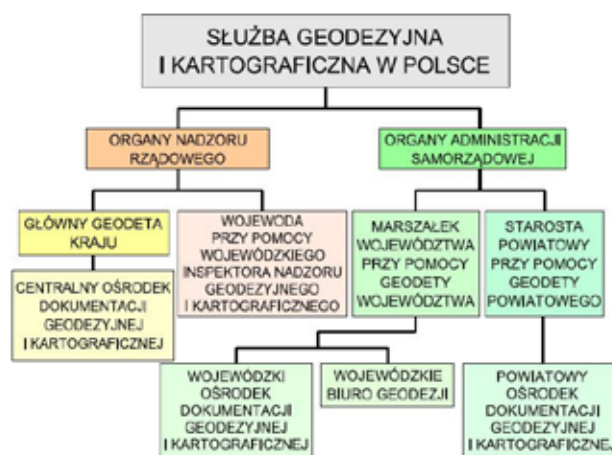 SŁUŻBA GEODEZYJNA
I KARTOGRAFICZNA W POLSCE
ORGANY NADZORU
RZĄDOWEGO
ORGANY ADMINISTRACJI
SAMORZĄDOWEJ
GŁÓWNY GEODETA
KRAJU
WOJEWODA
PRZY POMOCY
WOJEWÓDZKIEGO
INSPEKTORA NADZORU
GEODEZYJNEGO
I KARTOGRAFICZNEGO
MARSZAŁEK
WOJEWÓDZTWA
PRZY POMOCY
GEODETY
WOJEWÓDZTWA
STAROSTA
POWIATOWY
PRZY POMOCY
GEODETY
POWIATOWEGO
CENTRALNY OŚRODEK
DOKUMENTACJI
GEODEZYJNEJ
I KARTOGRAFICZNEJ
WOJEWÓDZKI
OŚRODEK
DOKUMENTACJI
GEODEZYJNEJ
I KARTOGRAFICZNEJ
WOJEWÓDZKIE
BIURO GEODEZJI
POWIATOWY
OŚRODEK
DOKUMENTACJI
GEODEZYJNEJ
I KARTOGRAFICZNEJ